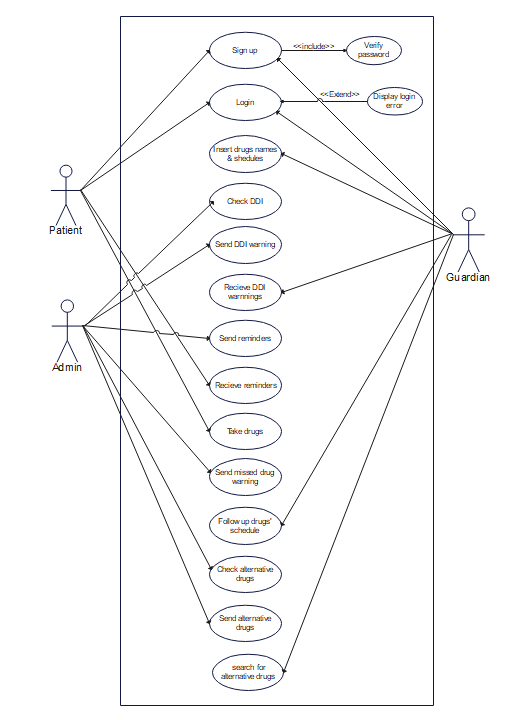 Sign up
<<include>>
Verify
password
Login
<<Extend>>
Display login
error
Insert drugs names
& shedules
Check DDI
Patient
Send DDI warning
Guardian
Recieve DDI
warnnings
Send reminders
Admin
Recieve reminders
Take drugs
Send missed drug
warning
Follow up drugs'
schedule
Check alternative
drugs
Send alternative
drugs
search for
alternative drugs